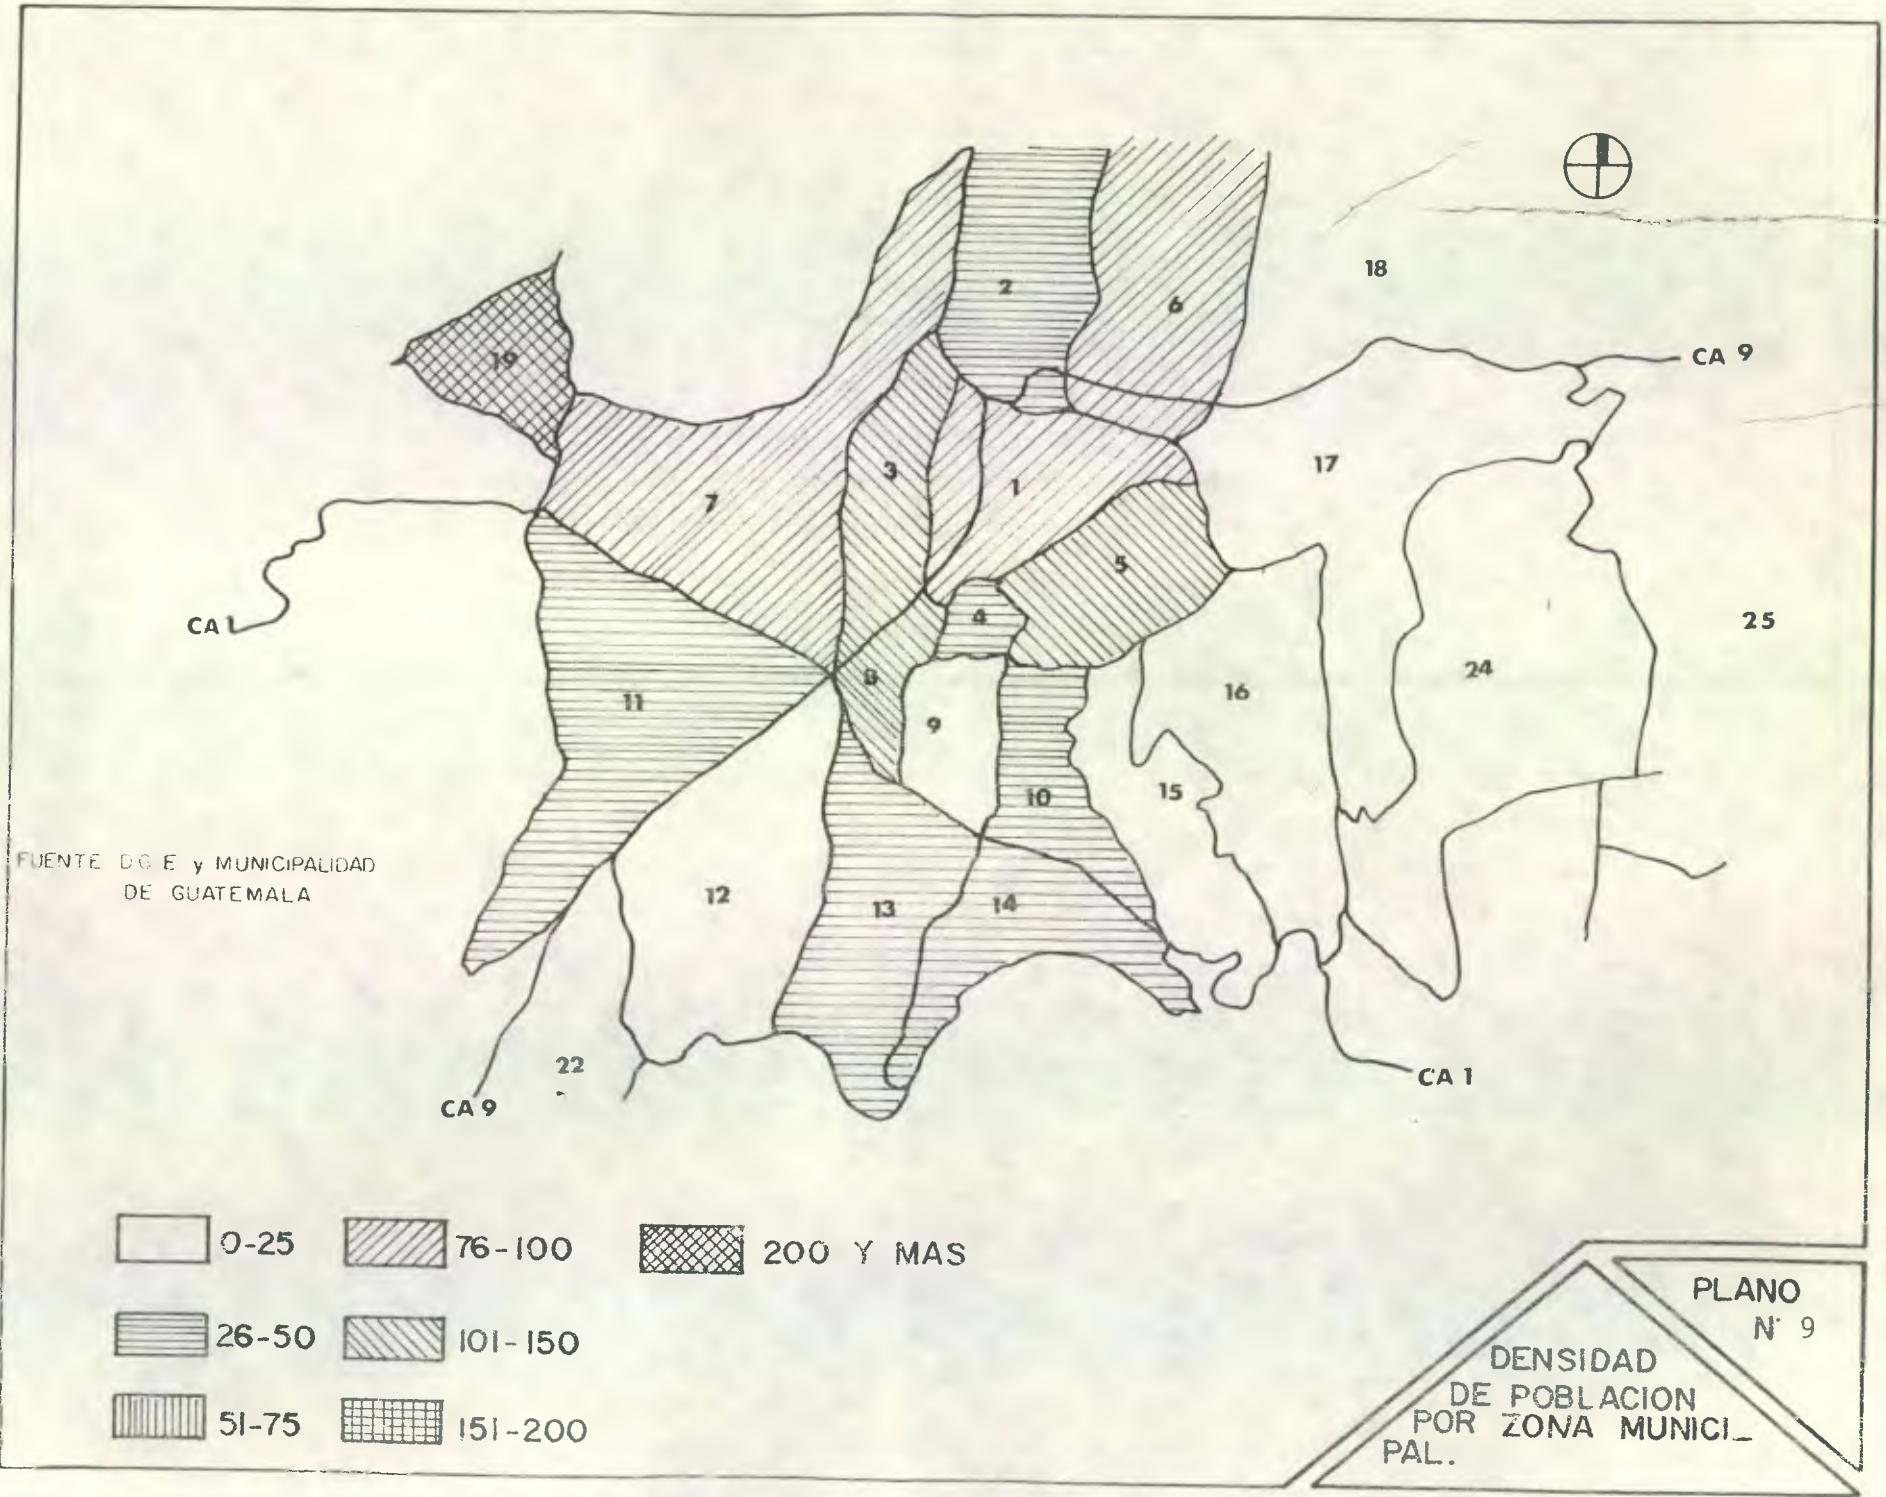 18
2
6
CA 9
19
17
3
7
1
5
4
CA 1
25
8
24
11
16
9
15
10
FUENTE DGE y MUNICIPALIDAD
DE GUATEMALA
12
13
14
22
CA 1
CA 9
0-25
76-100
200 Y MAS
26-50
101-150
51-75
151-200
PLANO
N° 9
DENSIDAD
DE POBLACION
POR ZONA MUNICI_
PAL.